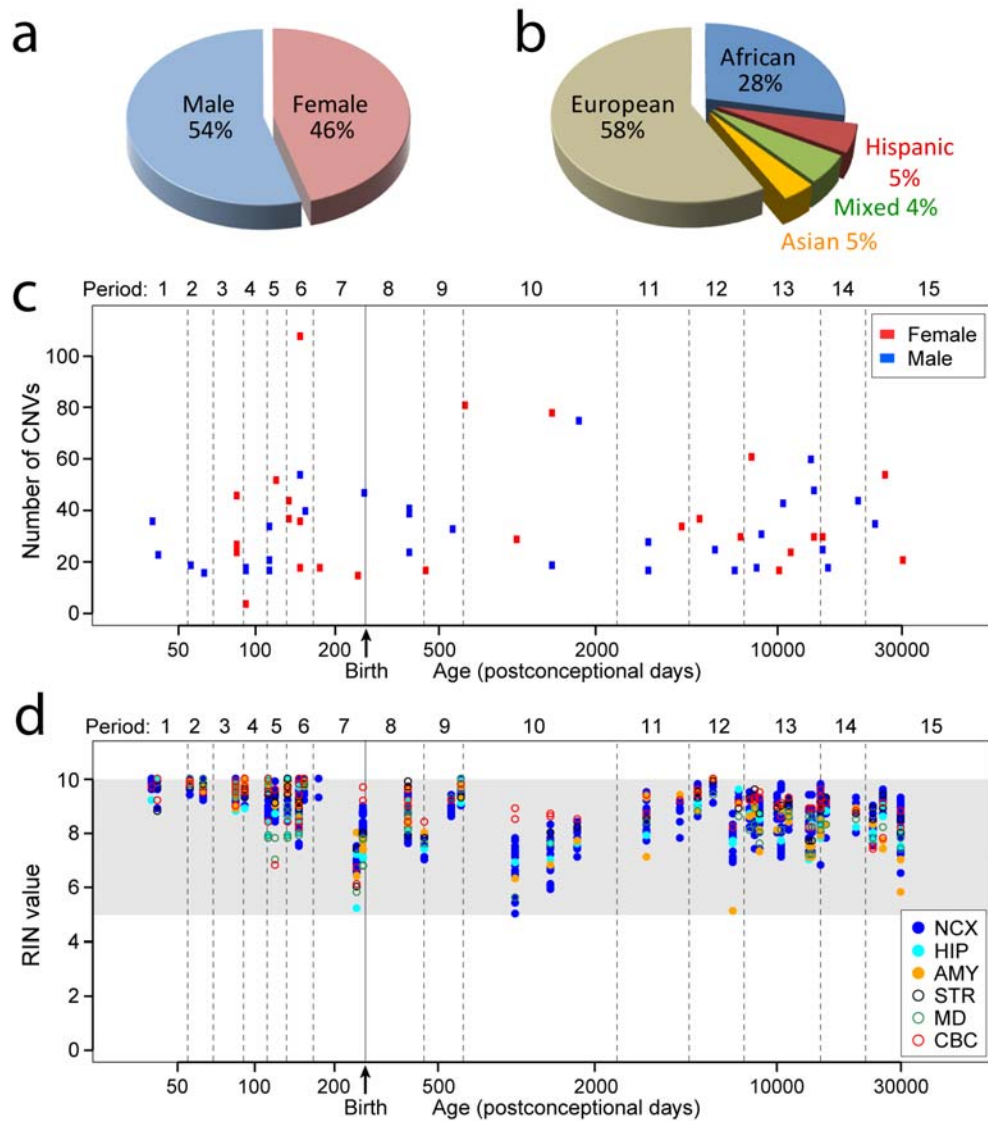 a
Male
54%
Female
46%
b
African
28%
European
58%
Hispanic
5%
Mixed 4%
Asian 5%
c
Period: 1 2 3 4 5 6 7 8 9 10 11 12 13 14 15
Number of CNVs
100
80
60
40
20
0
Female
Male
50 100 200 500 2000 10000 30000
Birth Age (postconceptional days)
d
Period: 1 2 3 4 5 6 7 8 9 10 11 12 13 14 15
RIN value
10
8
6
4
2
0
NCX
HIP
AMY
STR
MD
CBC
50 100 200 500 2000 10000 30000
Birth Age (postconceptional days)